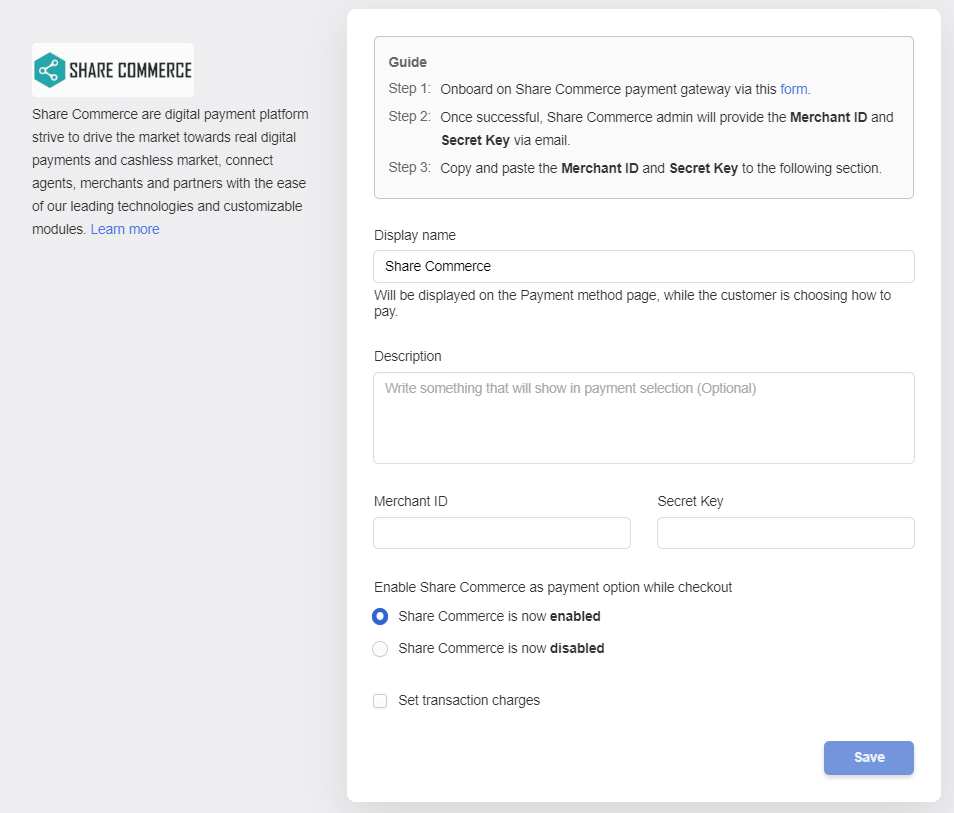 SHARE COMMERCE
Share Commerce are digital payment platform
strive to drive the market towards real digital
payments and cashless market, connect
agents, merchants and partners with the ease
of our leading technologies and customizable
modules. Learn more
Guide
Step 1: Onboard on Share Commerce payment gateway via this form.
Step 2: Once successful, Share Commerce admin will provide the Merchant ID and
Secret Key via email.
Step 3: Copy and paste the Merchant ID and Secret Key to the following section.
Display name
Share Commerce
Will be displayed on the Payment method page, while the customer is choosing how to
pay.
Description
Write something that will show in payment selection (Optional)
Merchant ID
Secret Key
Enable Share Commerce as payment option while checkout
Share Commerce is now enabled
Share Commerce is now disabled
Set transaction charges
Save